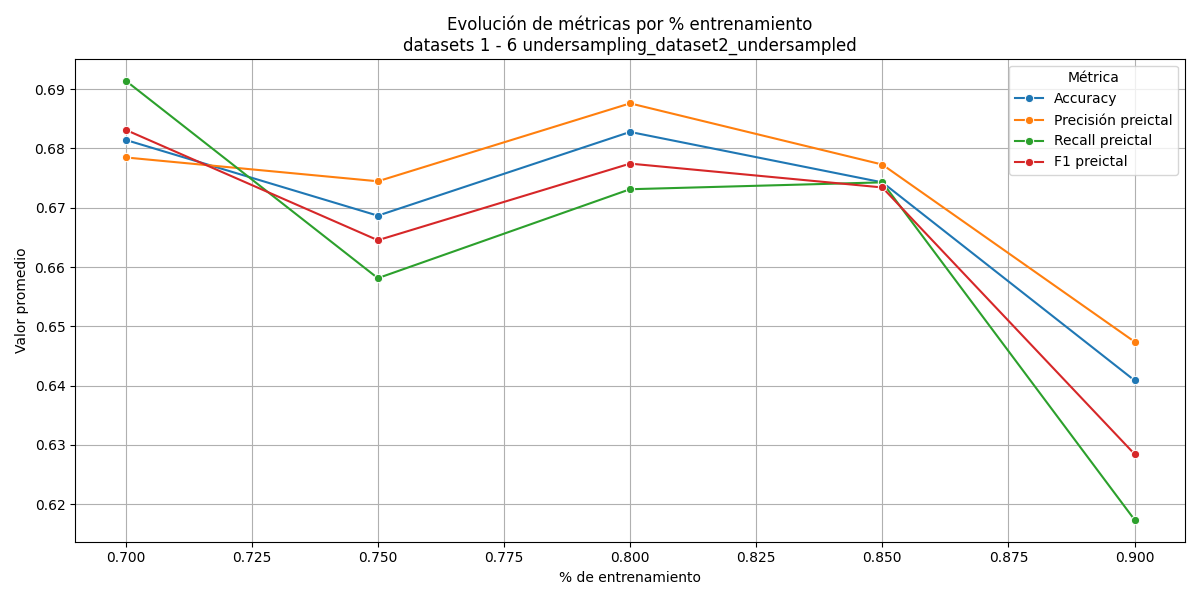 Evolución de métricas por % entrenamiento
datasets 1 - 6 undersampling_dataset2_undersampled
Métrica
Accuracy
Precisión preictal
Recall preictal
F1 preictal
Valor promedio
0.69
0.68
0.67
0.66
0.65
0.64
0.63
0.62
0.700 0.725 0.750 0.775 0.800 0.825 0.850 0.875 0.900
% de entrenamiento